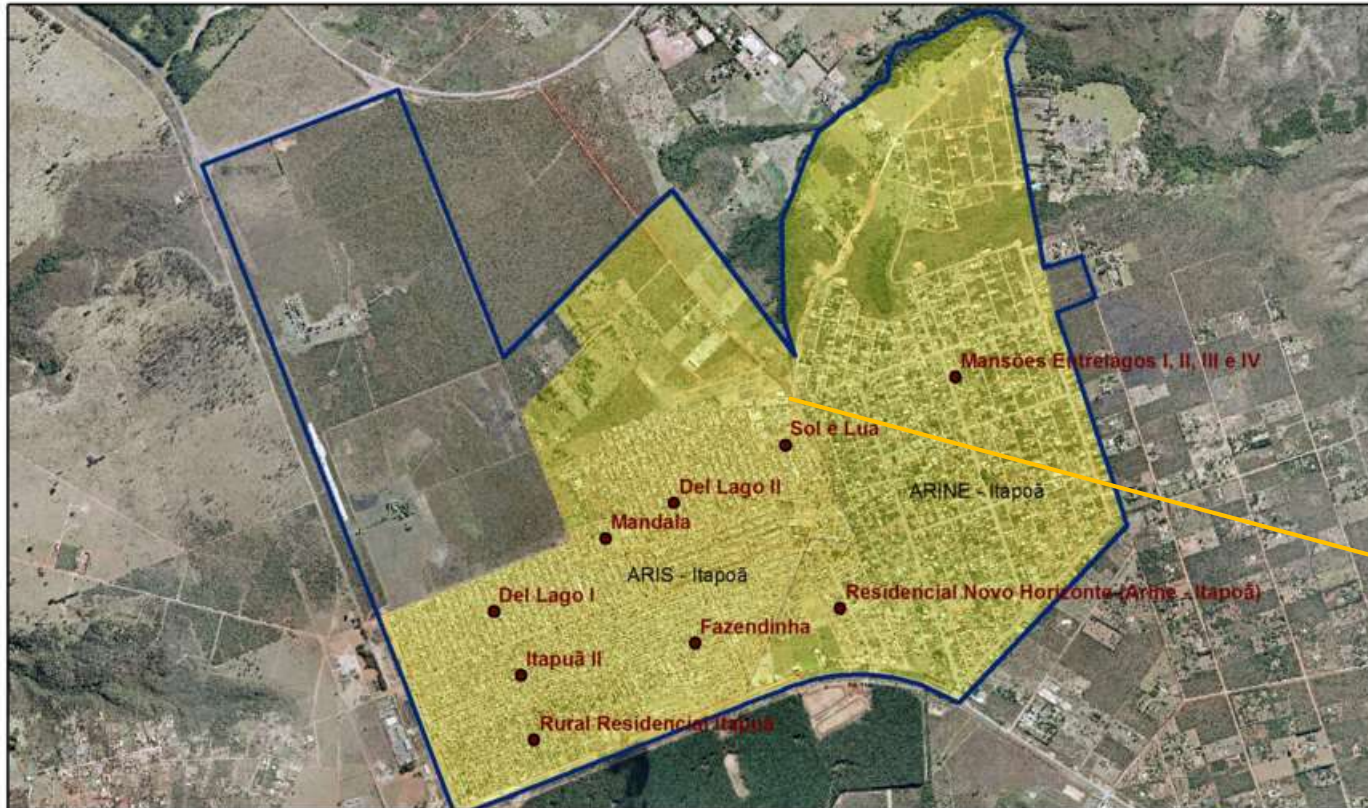 Mansões Entrelagos I, II, III e IV
Sol e Lua
ARINE - Itapoã
Del Lago II
Mandala
ARIS - Itapoã
Del Lago I
Residencial Novo Horizonte (Arine - Itapoã)
Fazendinha
Itapuã II
Rural Residencial Itapuã